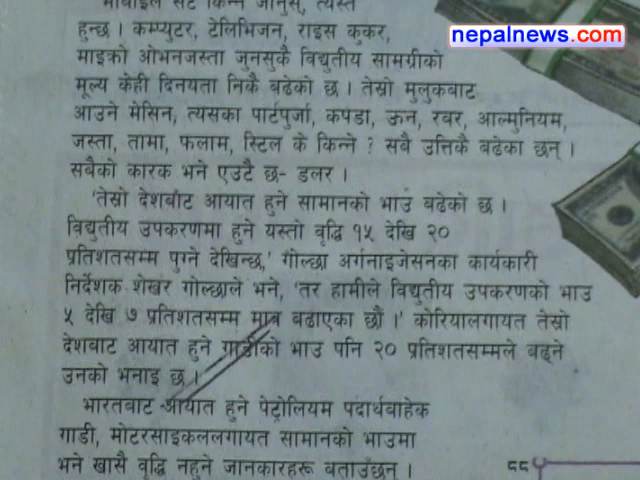 मोबाइल सेट किन्न जानुस्, त्यस्तै
nepalnews.com
हुन्छ । कम्प्युटर, टेलिभिजन, राइस कुकर,
माइक्रो ओभनजस्ता जुनसुकै विद्युतीय सामग्रीको
मूल्य केही दिनयता निकै बढेको छ । तेस्रो मुलुकबाट
आउने मेसिन, त्यसका पार्टपुर्जा, कपडा, ऊन, रबर, आल्मुनियम,
जस्ता, तामा, फलाम, स्टिल के किन्ने ? सबै उत्तिकै बढेका छन् ।
सबैको कारक भने एउटै छ- डलर ।
'तेस्रो देशबाट आयात हुने सामानको भाउ बढेको छ ।
विद्युतीय उपकरणमा हुने यस्तो वृद्धि १५ देखि २०
प्रतिशतसम्म पुग्ने देखिन्छ,' गोल्छा अर्गनाइजेसनका कार्यकारी
निर्देशक शेखर गोल्छाले भने, 'तर हामीले विद्युतीय उपकरणको भाउ
५ देखि ७ प्रतिशतसम्म मात्र बढाएका छौं ।' कोरियालगायत तेस्रो
देशबाट आयात हुने गाडीको भाउ पनि २० प्रतिशतसम्मले बढ्ने
उनको भनाइ छ ।
भारतबाट आयात हुने पेट्रोलियम पदार्थबाहेक
गाडी, मोटरसाइकललगायत सामानको भाउमा
भने खासै वृद्धि नहुने जानकारहरू बताउँछन् ।